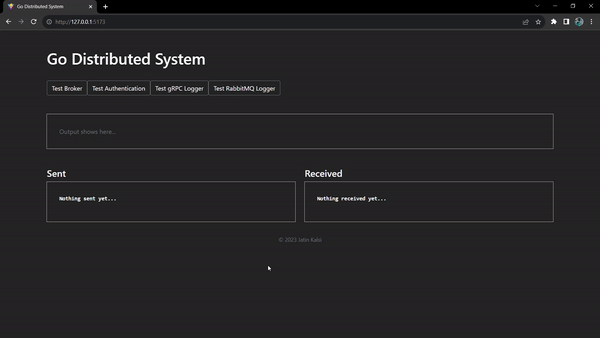 Go Distributed System
http://127.0.0.1:5173
Go Distributed System
Test Broker Test Authentication Test gRPC Logger Test RabbitMQ Logger
Output shows here...
Sent Received
Nothing sent yet... Nothing received yet...
© 2023 Jatin Kalsi